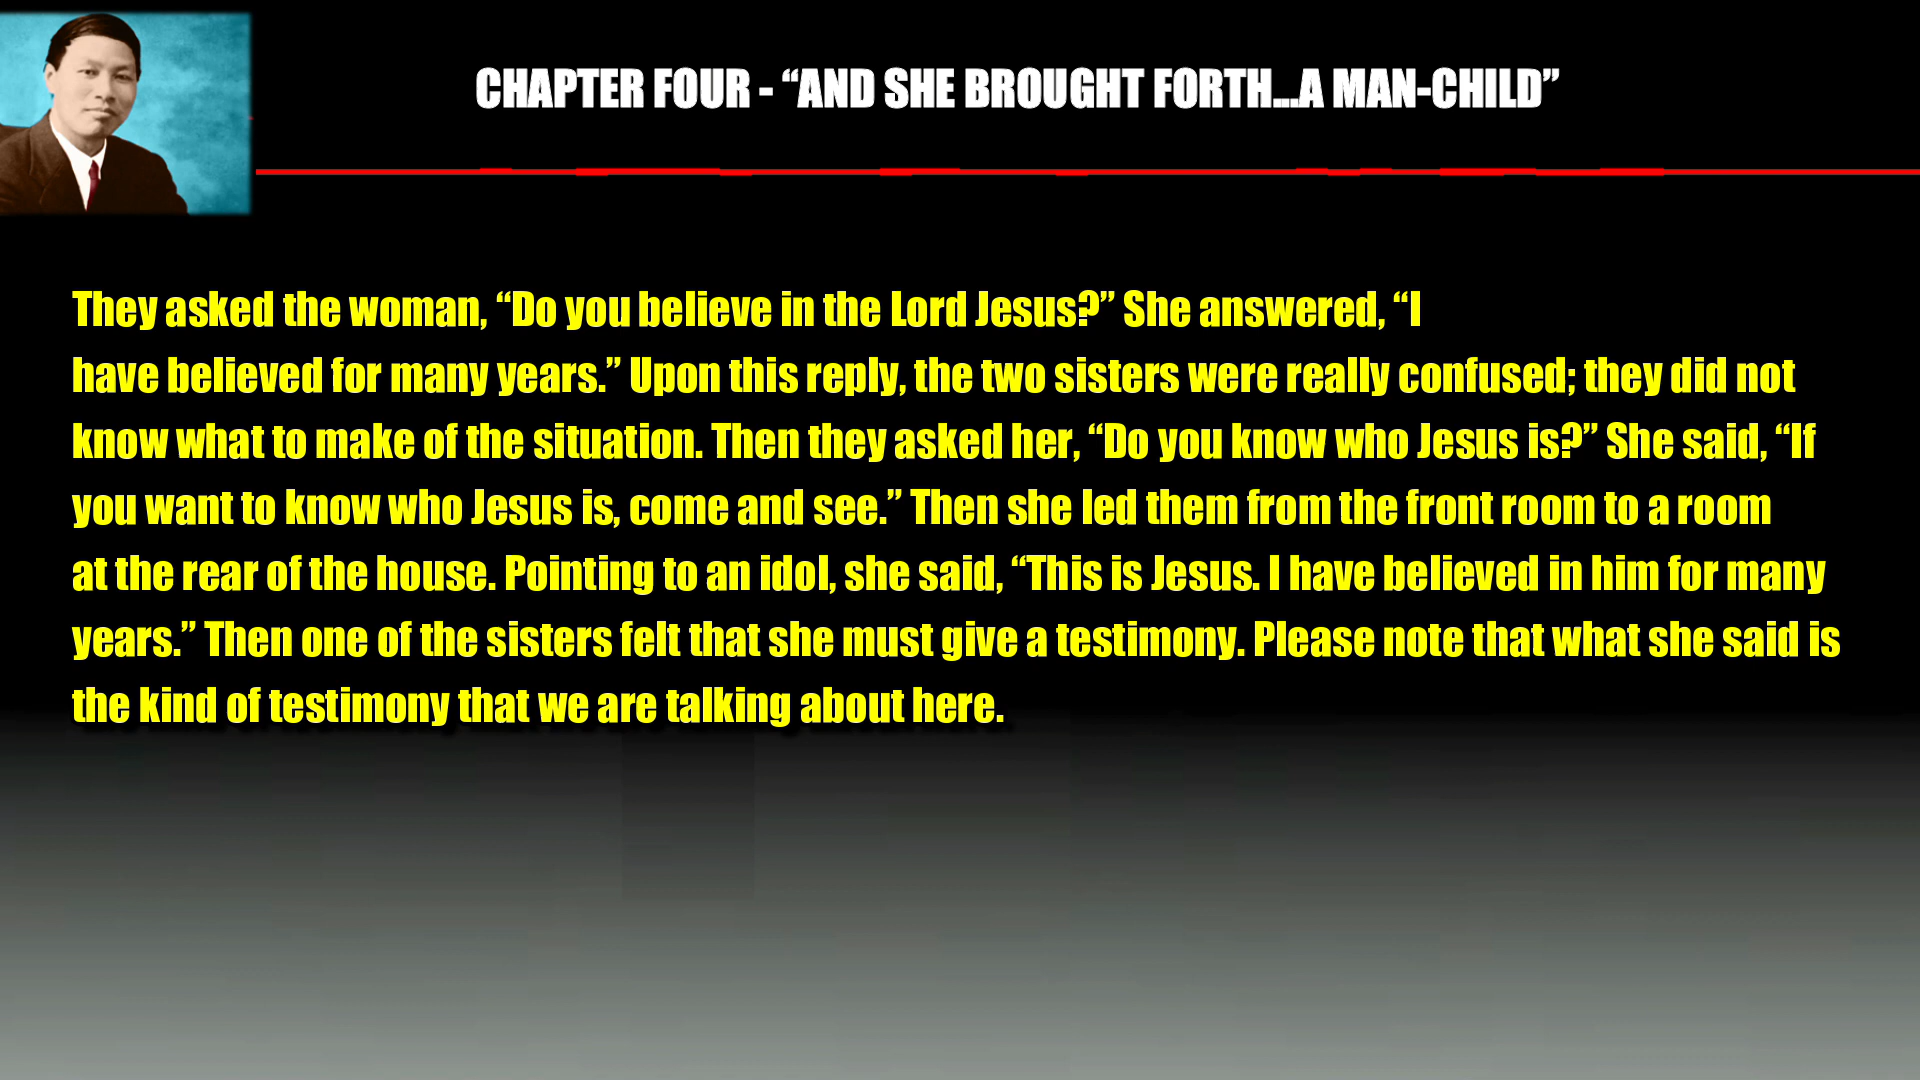 CHAPTER FOUR - “AND SHE BROUGHT FORTH...A MAN-CHILD”
They asked the woman, “Do you believe in the Lord Jesus?” She answered, “I
have believed for many years.” Upon this reply, the two sisters were really confused; they did not
know what to make of the situation. Then they asked her, “Do you know who Jesus is?” She said, “If
you want to know who Jesus is, come and see.” Then she led them from the front room to a room
at the rear of the house. Pointing to an idol, she said, “This is Jesus. I have believed in him for many
years.” Then one of the sisters felt that she must give a testimony. Please note that what she said is
the kind of testimony that we are talking about here.